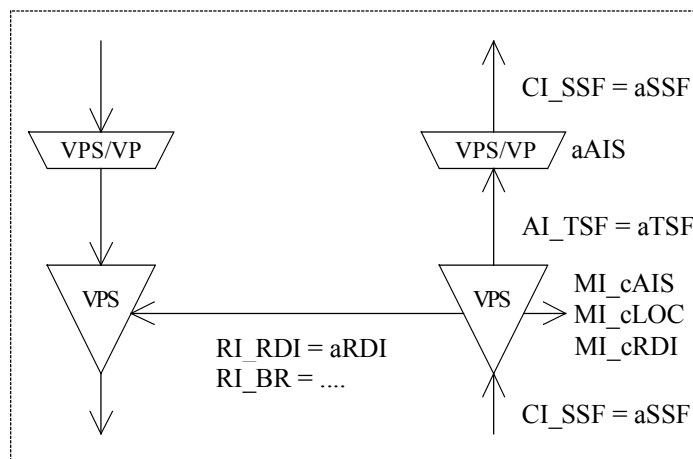 CI_SSF = aSSF
VPS/VP
VPS/VP
aAIS
AI_TSF = aTSF
VPS
VPS
MI_cAIS
MI_cLOC
MI_cRDI
RI_RDI = aRDI
RI_BR = ....
CI_SSF = aSSF